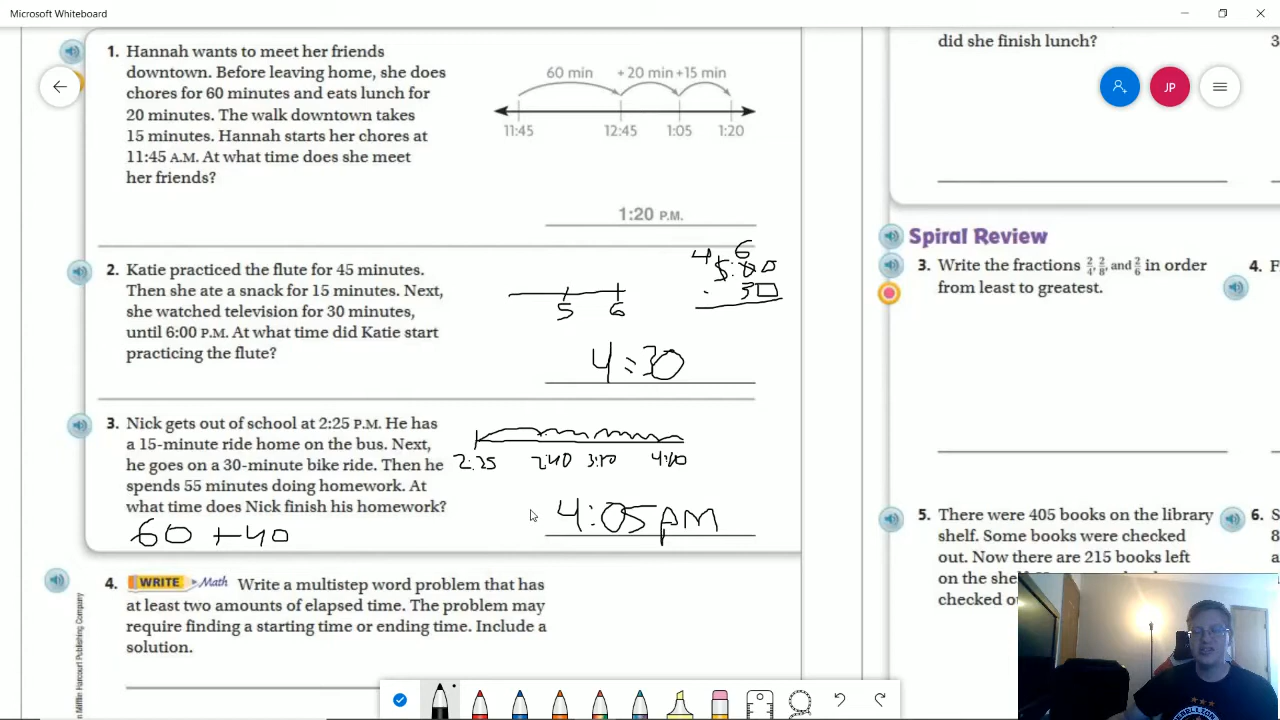 Microsoft Whiteboard
1. Hannah wants to meet her friends
downtown. Before leaving home, she does
chores for 60 minutes and eats lunch for
20 minutes. The walk downtown takes
15 minutes. Hannah starts her chores at
11:45 A.M. At what time does she meet
her friends?
60 min + 20 min +15 min
11:45 12:45 1:05 1:20
1:20 P.M.
2. Katie practiced the flute for 45 minutes.
Then she ate a snack for 15 minutes. Next,
she watched television for 30 minutes,
until 6:00 P.M. At what time did Katie start
practicing the flute?
5 6
4 6
30
4:30
3. Nick gets out of school at 2:25 P.M. He has
a 15-minute ride home on the bus. Next,
he goes on a 30-minute bike ride. Then he
spends 55 minutes doing homework. At
what time does Nick finish his homework?
2:25 2:40 3:10
4:05 PM
60 +40
4. WRITE Math Write a multistep word problem that has
at least two amounts of elapsed time. The problem may
require finding a starting time or ending time. Include a
solution.
did she finish lunch?
3
JP
Spiral Review
3. Write the fractions 2/4, 2/8, and 2/6 in order
from least to greatest.
4. F
5. There were 405 books on the library
shelf. Some books were checked
out. Now there are 215 books left
on the
checked
6. S
8
a